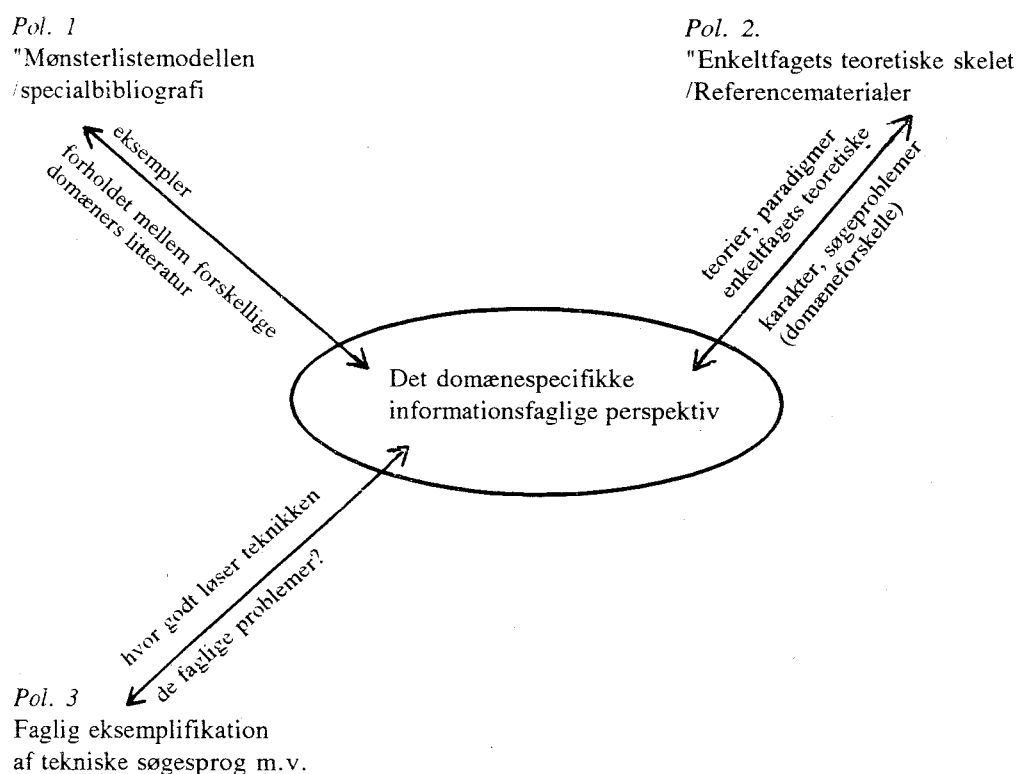 Pol. 1
"Mønsterlistemodellen
/specialbibliografi
Pol. 2.
"Enkeltfagets teoretiske skelet
/Referencematerialer
eksempler
forholdet mellem forskellige
domæners litteratur
teorier, paradigmer
enkeltfagets teoretiske
karakter, søgeproblemer
(domæneforskelle)
Det domænespecifikke
informationsfaglige perspektiv
hvor godt løser teknikken
de faglige problemer?
Pol. 3
Faglig eksemplifikation
af tekniske søgesprog m.v.